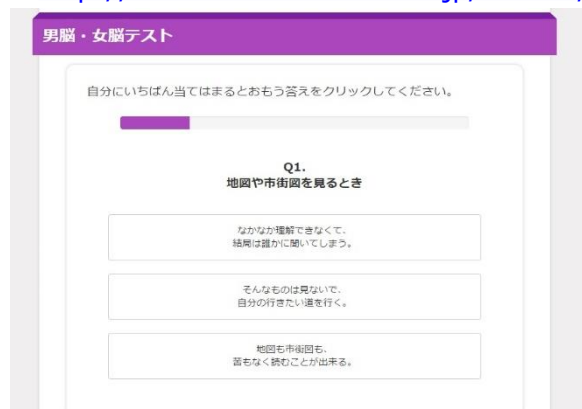 男脳・女脳テスト
自分にいちばん当てはまるとおもう答えをクリックしてください。
Q1.
地図や市街図を見るとき
なかなか理解できなくて、
結局は誰かに聞いてしまう。
そんなものは見ないで、
自分の行きたい道を行く。
地図も市街図も、
苦もなく読むことが出来る。